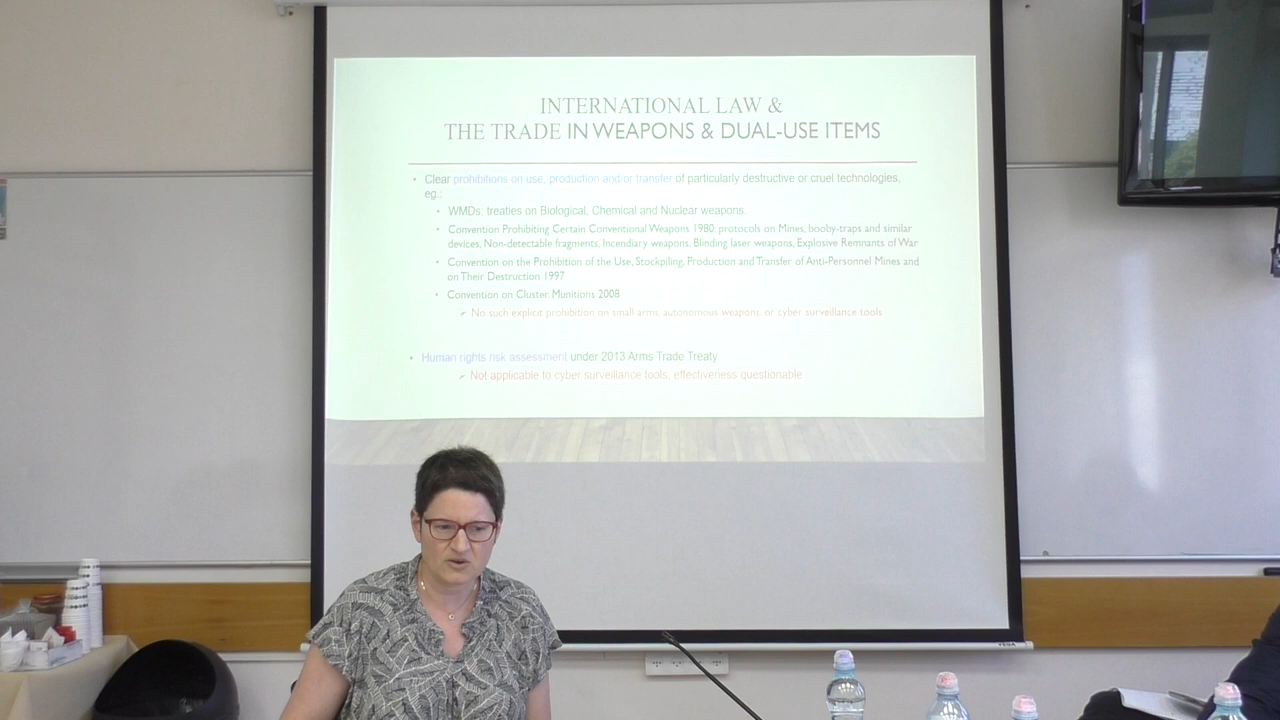 INTERNATIONAL LAW &
THE TRADE IN WEAPONS & DUAL-USE ITEMS
Clear prohibitions on use, production and/or transfer of particularly destructive or cruel technologies,
eg.:
WMDs: treaties on Biological, Chemical and Nuclear weapons.
Convention Prohibiting Certain Conventional Weapons 1980: protocols on Mines, booby-traps and similar
devices, Non-detectable fragments, Incendiary weapons, Blinding laser weapons, Explosive Remnants of War
Convention on the Prohibition of the Use, Stockpiling, Production and Transfer of Anti-Personnel Mines and
on Their Destruction 1997
Convention on Cluster Munitions 2008
No such explicit prohibition on small arms, autonomous weapons, or cyber surveillance tools
Human rights risk assessment under 2013 Arms Trade Treaty
Not applicable to cyber surveillance tools; effectiveness questionable